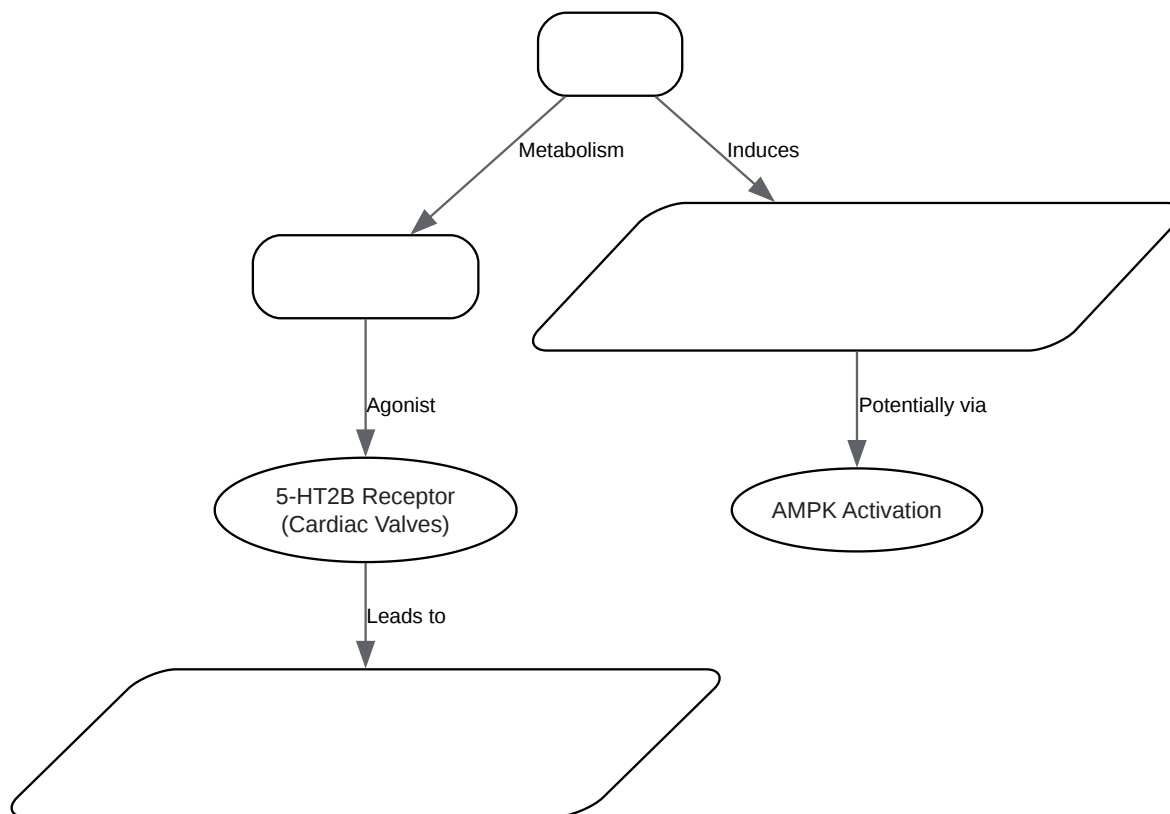 Metabolism
Induces
Agonist
Potentially via
5-HT2B Receptor
(Cardiac Valves)
AMPK Activation
Leads to